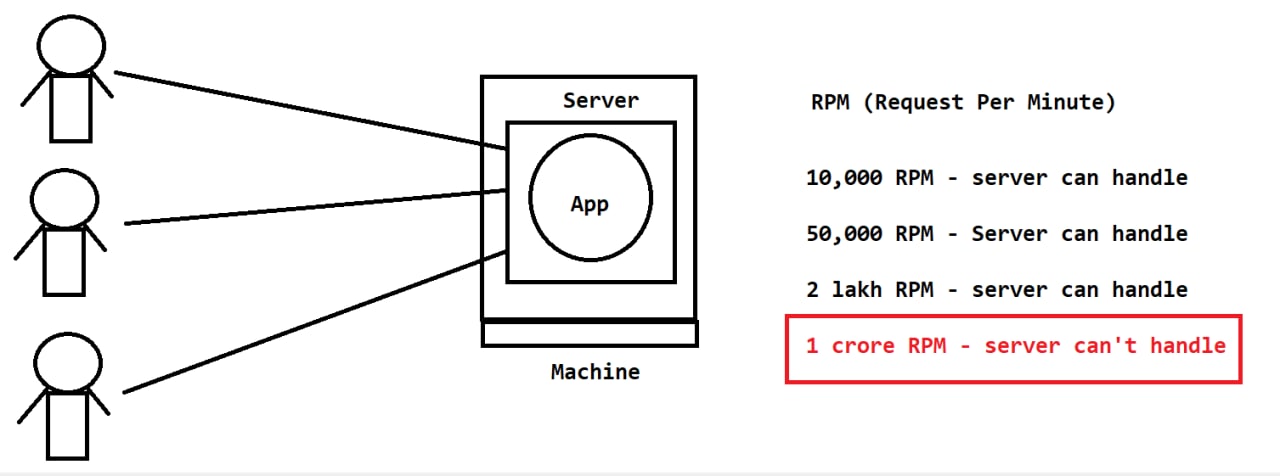 Server
App
Machine
RPM (Request Per Minute)
10,000 RPM - server can handle
50,000 RPM - Server can handle
2 lakh RPM - server can handle
1 crore RPM - server can't handle